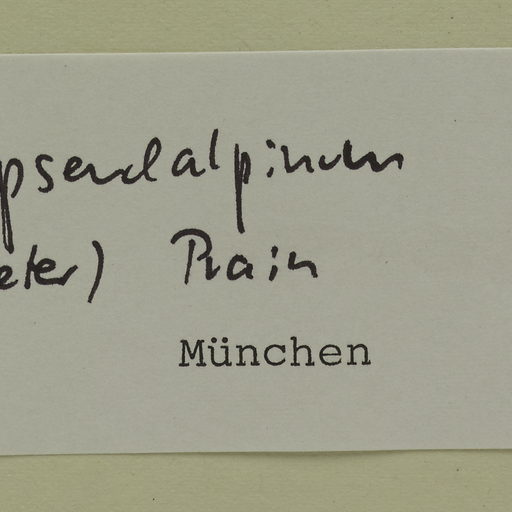 pseudalpinum
eter) Prain
München